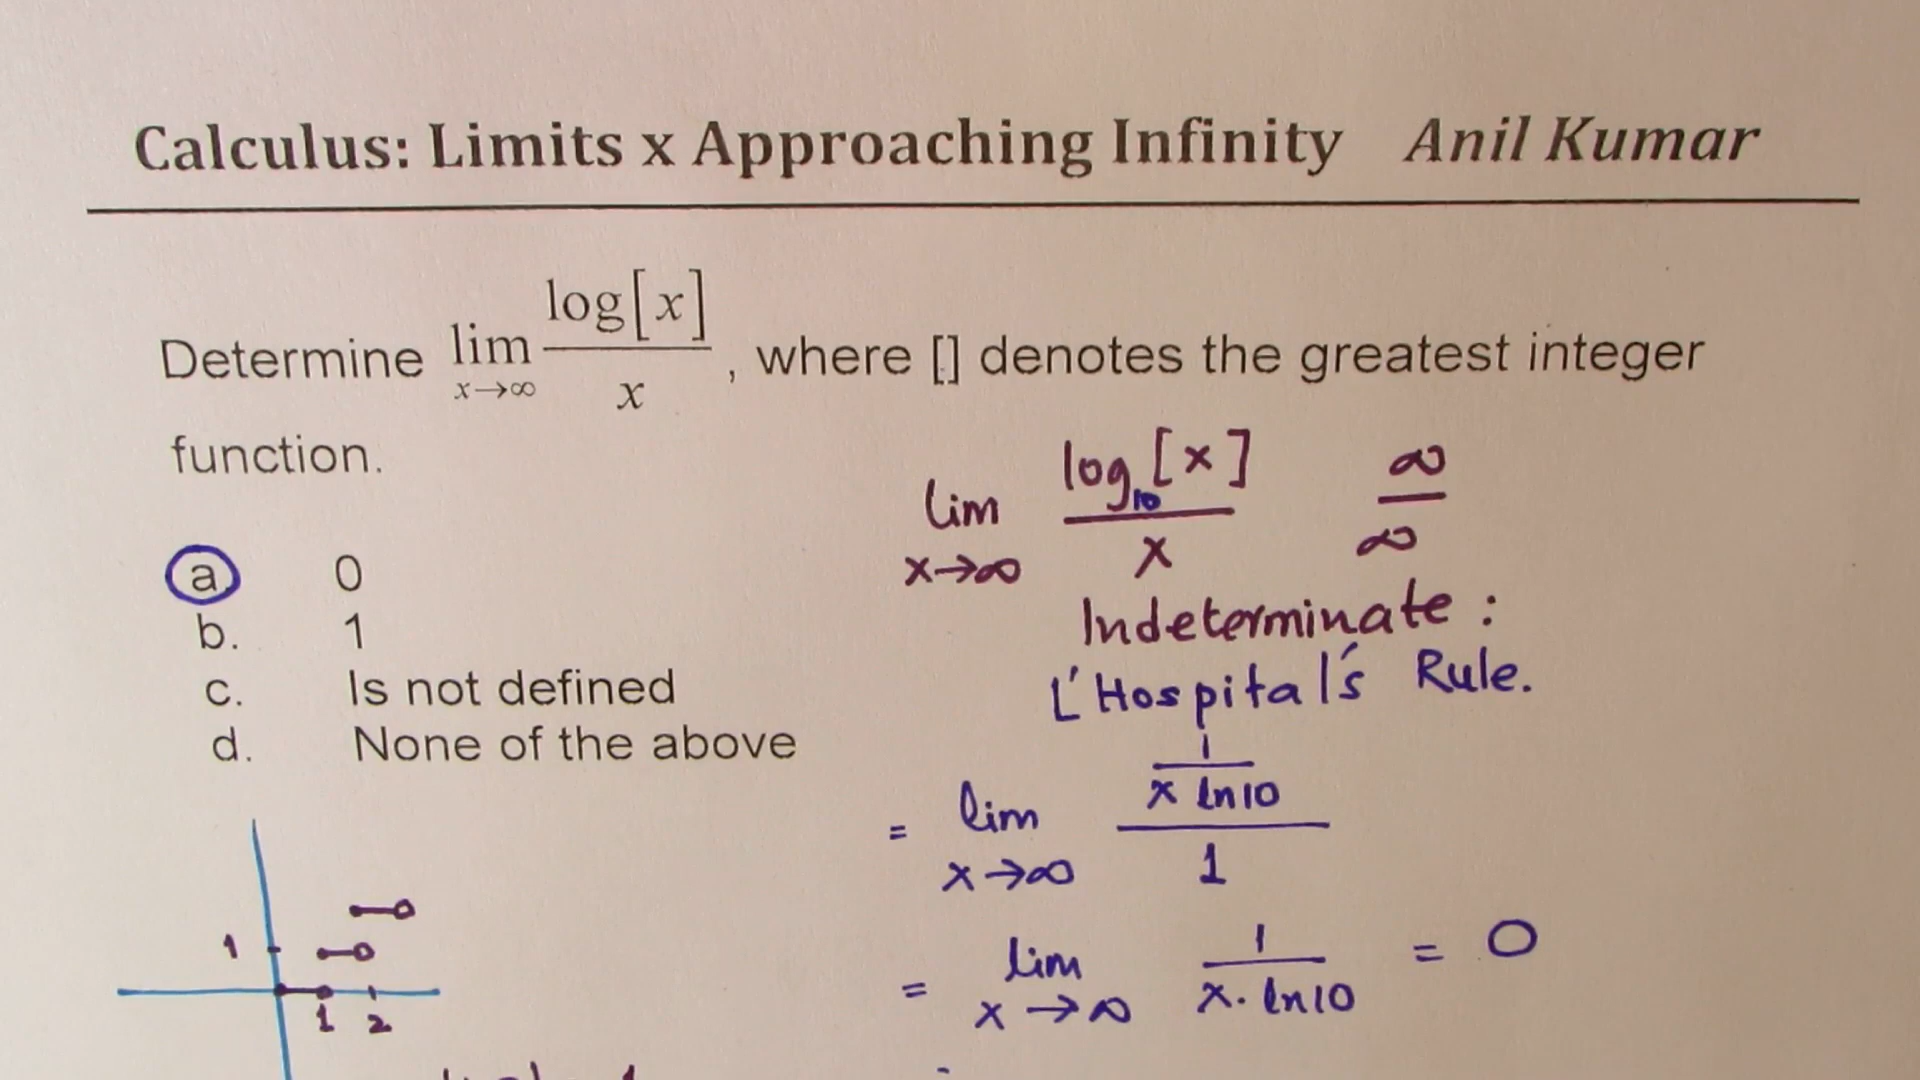 Calculus: Limits x Approaching Infinity Anil Kumar
Determine lim x→∞ log[x] / x , where [] denotes the greatest integer
function.
a 0
b. 1
c. Is not defined
d. None of the above
lim x→∞ log₁₀[x] / x ∞/∞
Indeterminate :
L'Hospital's Rule.
= lim x→∞ (1 / (x ln10)) / 1
= lim x→∞ 1 / (x. ln10) = 0
1
1 2